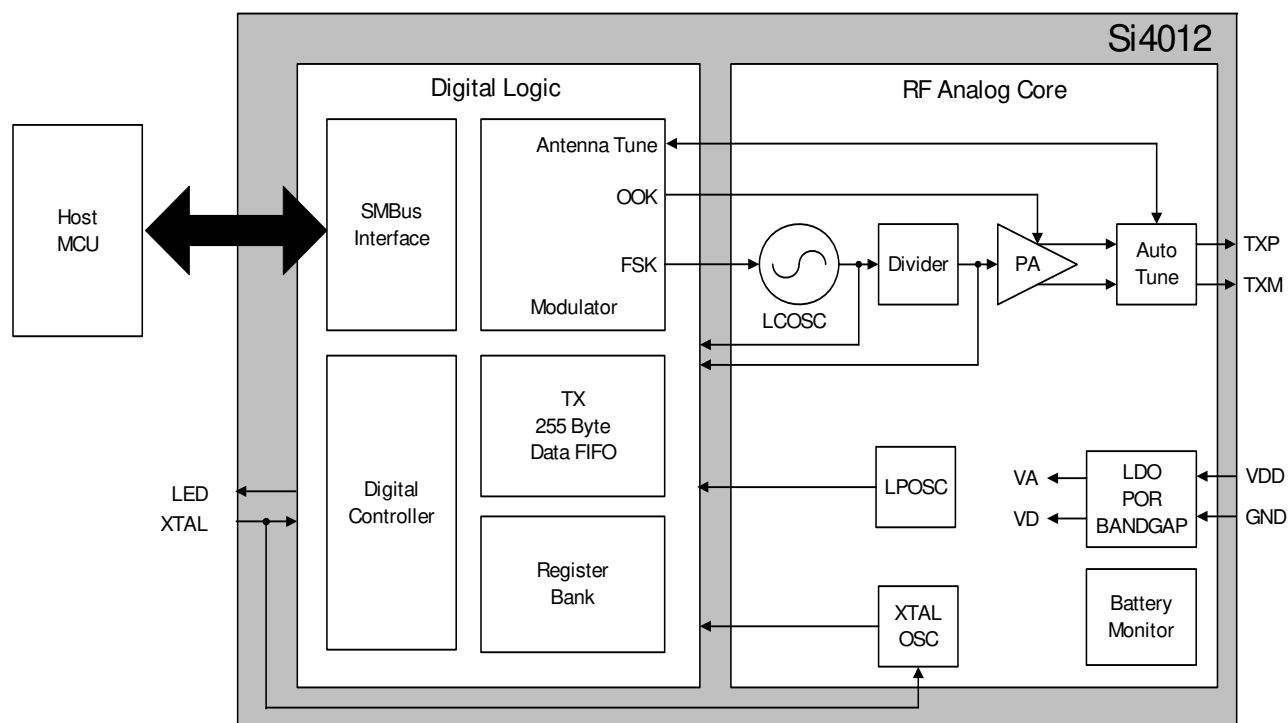 Si4012
Digital Logic
RF Analog Core
Host
MCU
SMBus
Interface
Antenna Tune
OOK
FSK
Modulator
LCOSC
Divider
PA
Auto
Tune
TXP
TXM
Digital
Controller
TX
255 Byte
Data FIFO
Register
Bank
LED
XTAL
LPOSC
XTAL
OSC
VA
VD
LDO
POR
BANDGAP
VDD
GND
Battery
Monitor